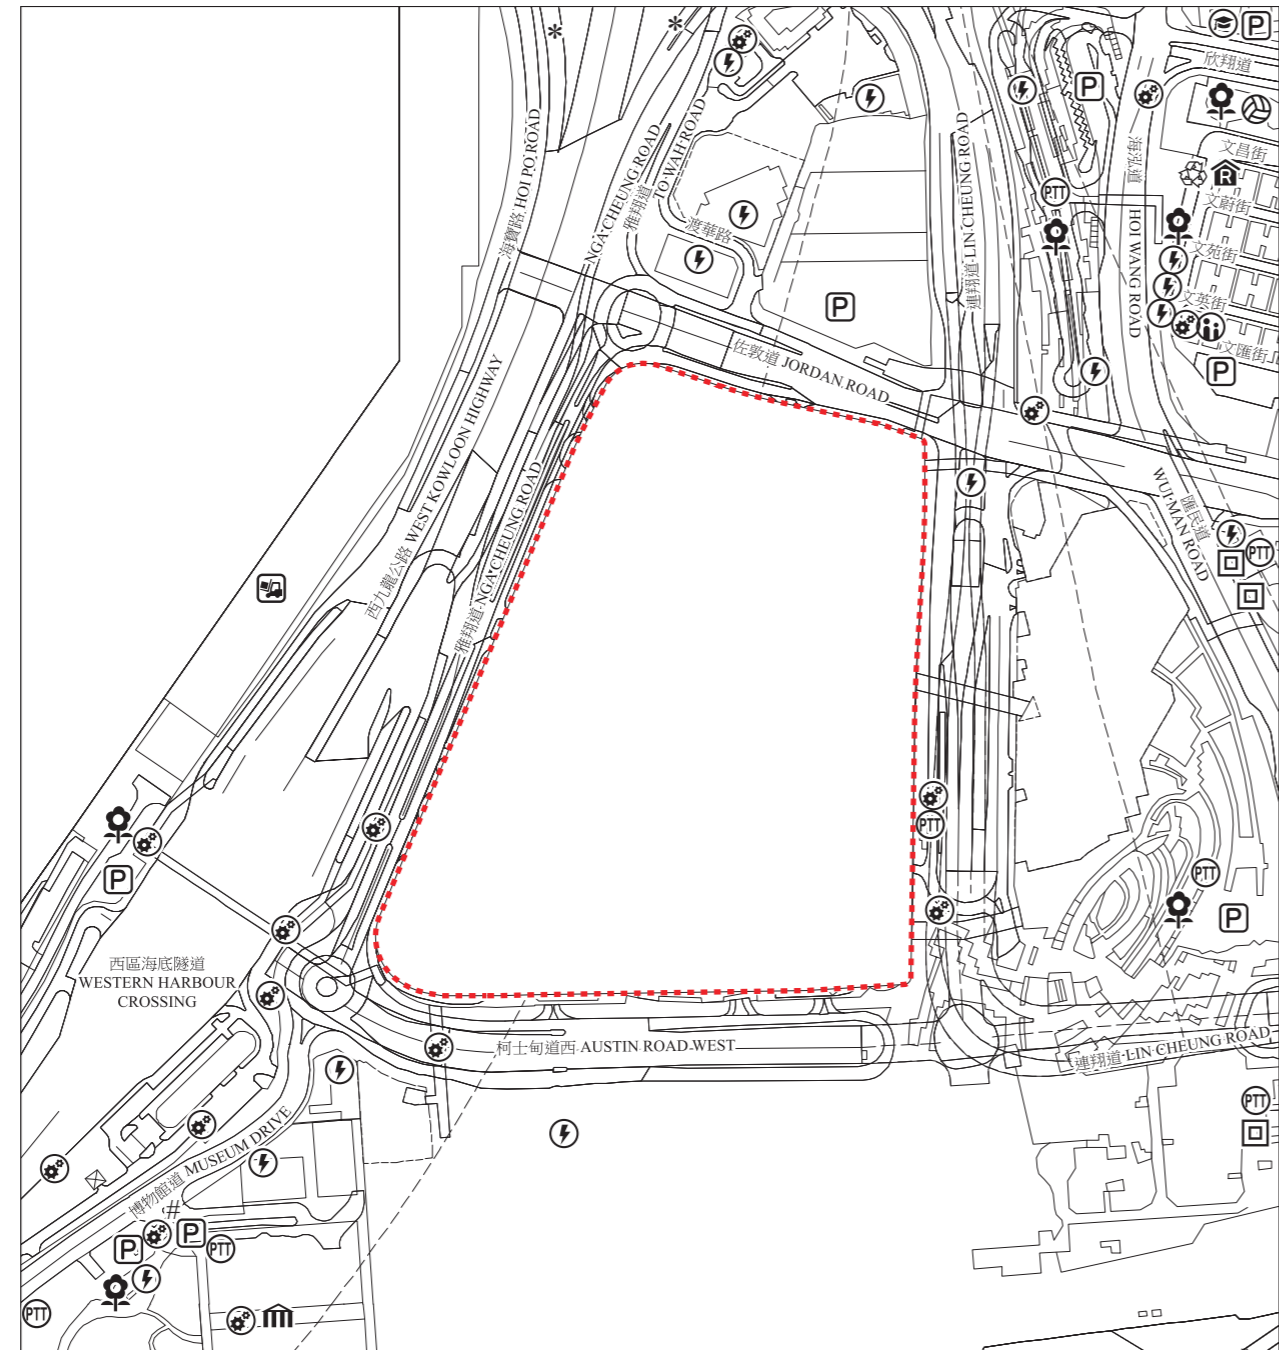 P
欣翔道
海寶路 HOI PO ROAD
NGA CHEUNG ROAD
雅翔道
TO WAH ROAD
渡華路
連翔道 LIN CHEUNG ROAD
P
海泓道
HOI WANG ROAD
文昌街
R
文蔚街
文苑街
文英街
文匯街
PTT
P
P
佐敦道 JORDAN ROAD
西九龍公路 WEST KOWLOON HIGHWAY
雅翔道 NGA CHEUNG ROAD
匯民道
WUI MAN ROAD
PTT
PTT
P
PTT
P
西區海底隧道
WESTERN HARBOUR
CROSSING
柯士甸道西 AUSTIN ROAD WEST
連翔道 LIN CHEUNG ROAD
PTT
博物館道 MUSEUM DRIVE
#
P
P
PTT
PTT